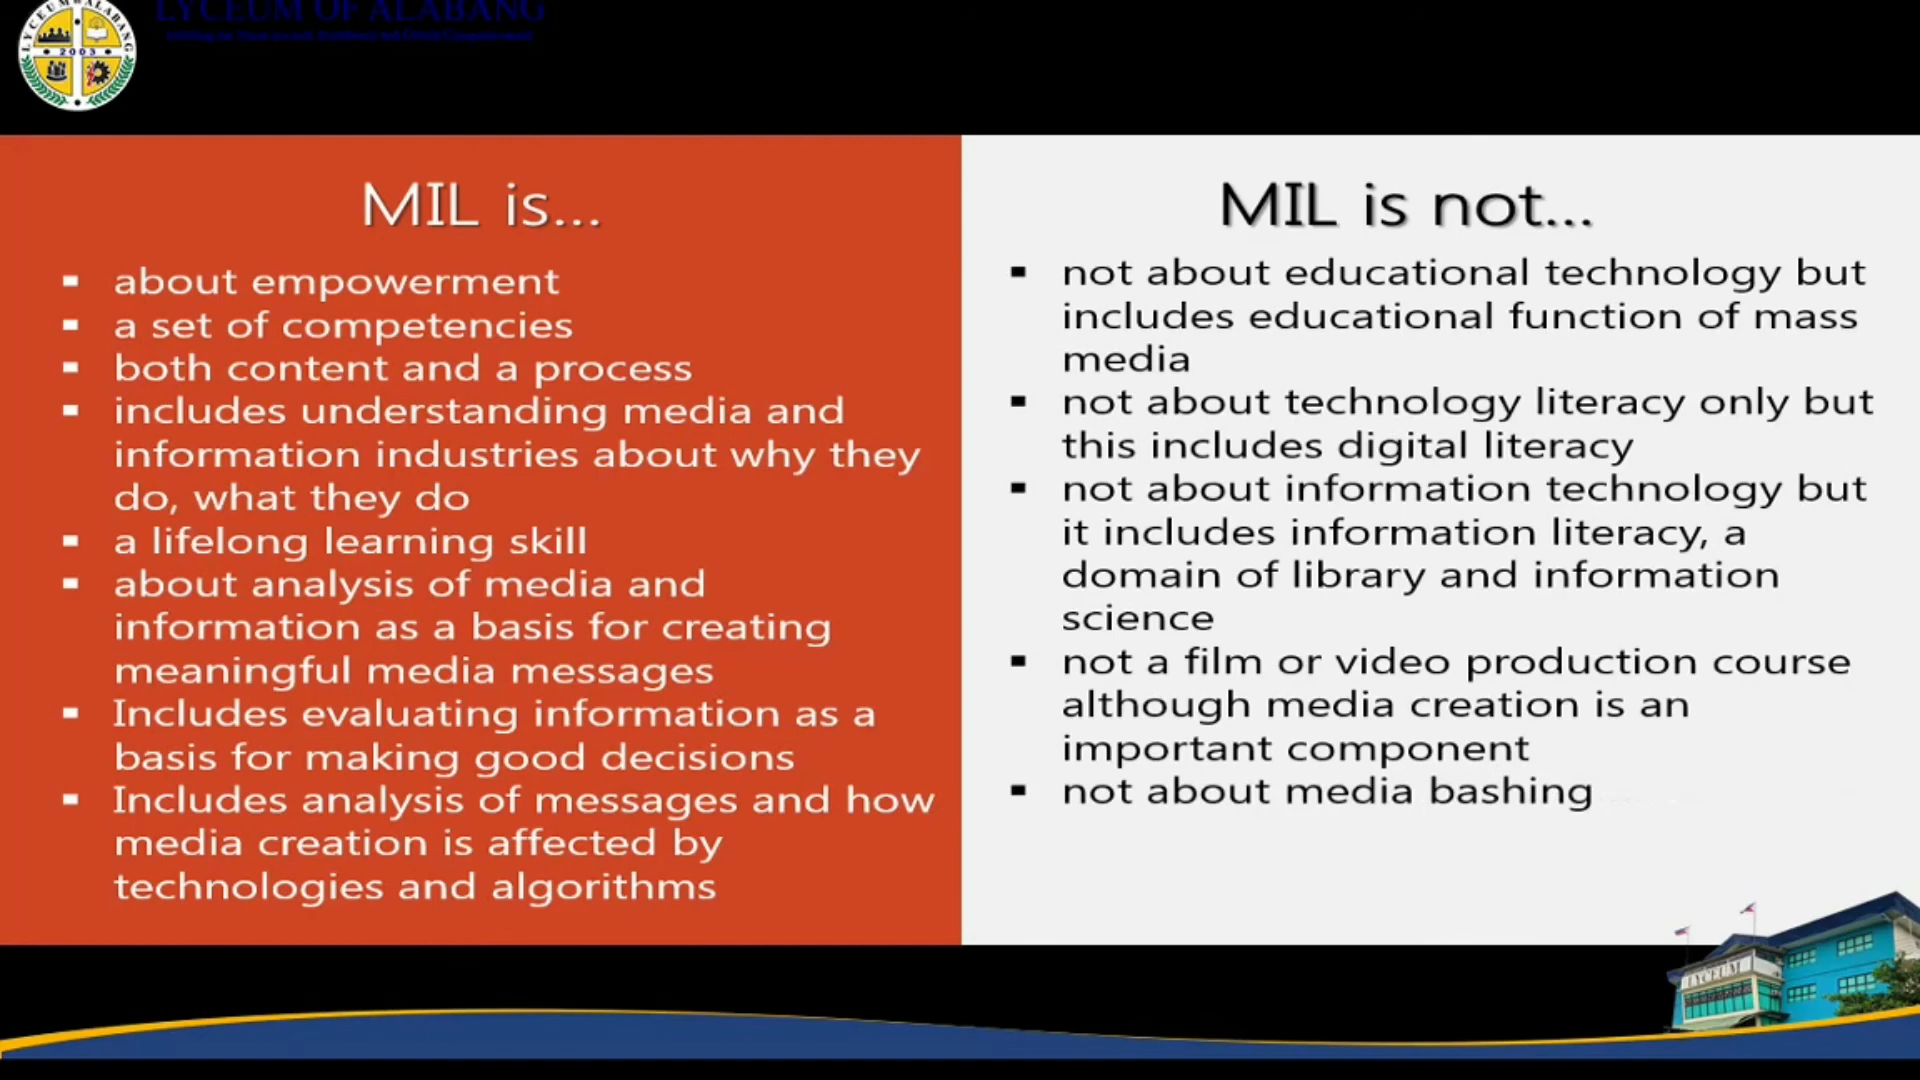 LYCEUM OF ALABANG
LYCEUM OF ALABANG
2003
MIL is...
about empowerment
a set of competencies
both content and a process
includes understanding media and
information industries about why they
do, what they do
a lifelong learning skill
about analysis of media and
information as a basis for creating
meaningful media messages
Includes evaluating information as a
basis for making good decisions
Includes analysis of messages and how
media creation is affected by
technologies and algorithms
MIL is not...
not about educational technology but
includes educational function of mass
media
not about technology literacy only but
this includes digital literacy
not about information technology but
it includes information literacy, a
domain of library and information
science
not a film or video production course
although media creation is an
important component
not about media bashing
LYCEUM